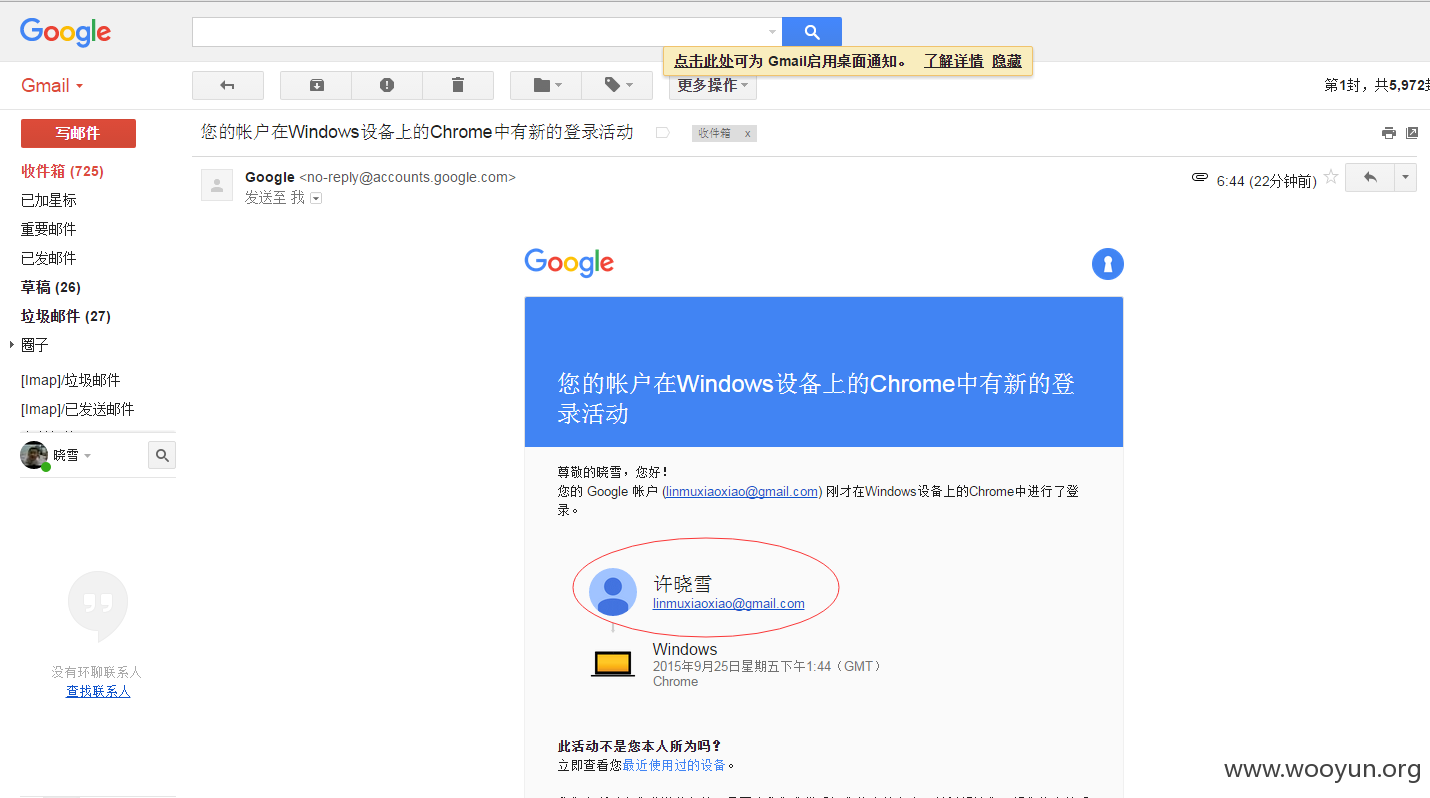 Google
点击此处可为 Gmail启用桌面通知。 了解详情 隐藏
Gmail
更多操作
第1封，共5,972封
写邮件
您的帐户在Windows设备上的Chrome中有新的登录活动
收件箱 x
收件箱 (725)
Google <no-reply@accounts.google.com>
6:44 (22分钟前)
发送至 我
已加星标
重要邮件
已发邮件
草稿 (26)
垃圾邮件 (27)
圈子
[Imap]/垃圾邮件
[Imap]/已发送邮件
晓雪
没有环聊联系人
查找联系人
Google
您的帐户在Windows设备上的Chrome中有新的登
录活动
尊敬的晓雪，您好！
您的 Google 帐户 (linmuxiaoxiao@gmail.com) 刚才在Windows设备上的Chrome中进行了登
录。
许晓雪
linmuxiaoxiao@gmail.com
Windows
2015年9月25日星期五下午1:44（GMT）
Chrome
此活动不是您本人所为吗？
立即查看您最近使用过的设备。
www.wooyun.org